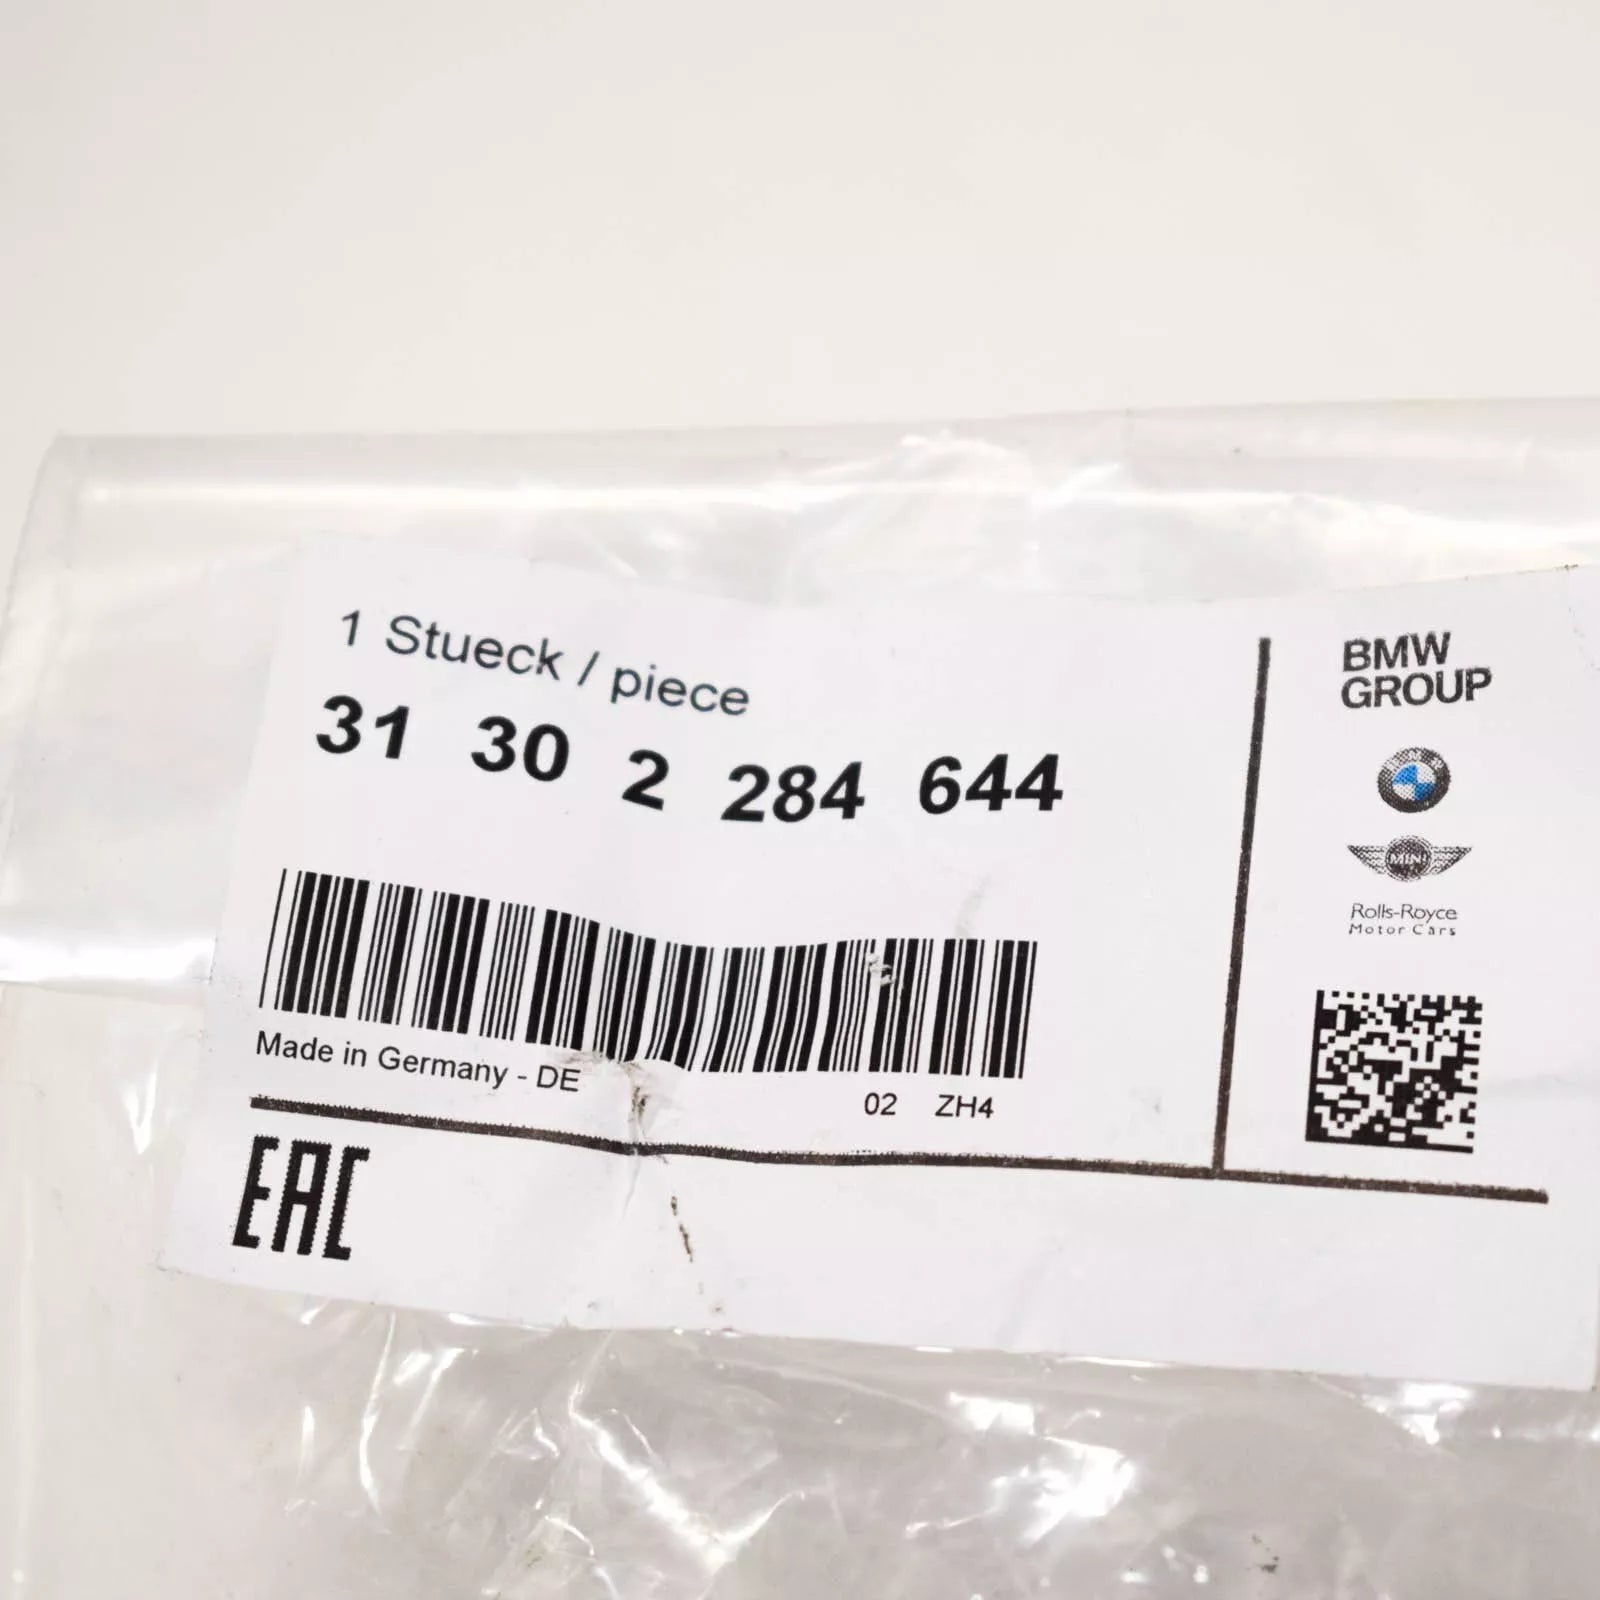 1 Stueck / piece
31 30 2 284 644
Made in Germany - DE
02 ZH4
EAC
BMW
GROUP
MINI
Rolls-Royce
Motor Cars